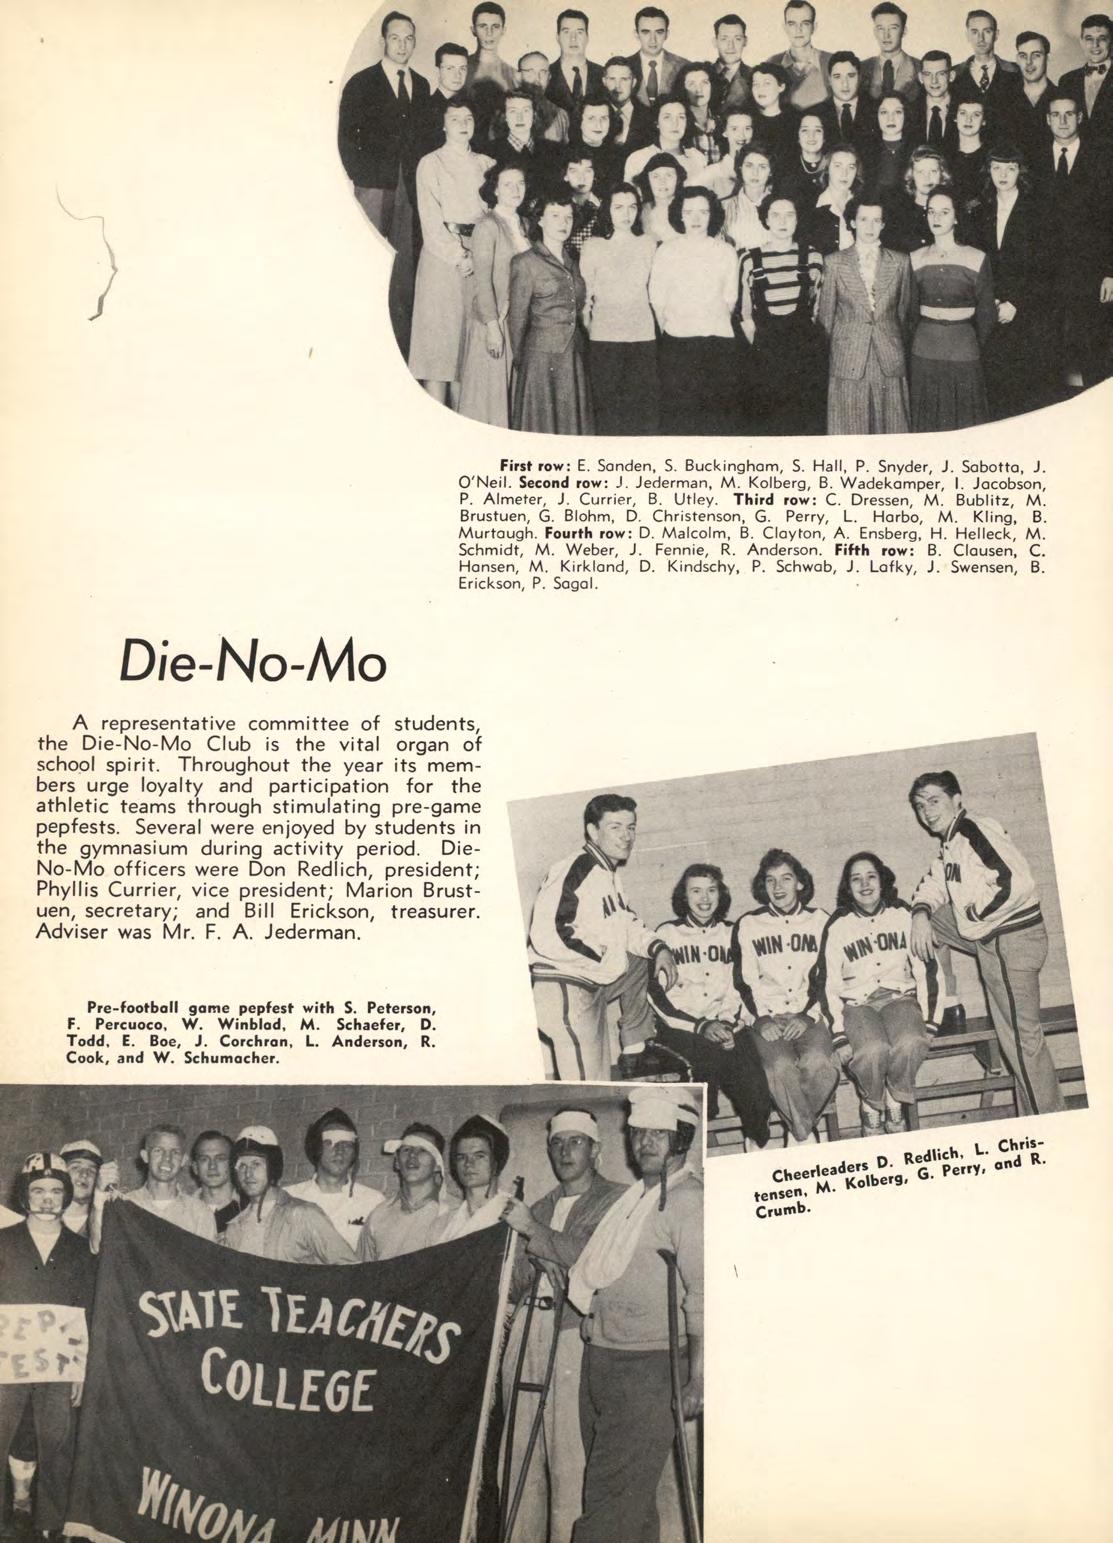 First row: E. Sanden, S. Buckingham, S. Hall, P. Snyder, J. Sabotta, J.
O'Neil. Second row: J. Jederman, M. Kolberg, B. Wadekamper, I. Jacobson,
P. Almeter, J. Currier, B. Utley. Third row: C. Dressen, M. Bublitz, M.
Brustuen, G. Blohm, D. Christenson, G. Perry, L. Harbo, M. Kling, B.
Murtaugh. Fourth row: D. Malcolm, B. Clayton, A. Ensberg, H. Helleck, M.
Schmidt, M. Weber, J. Fennie, R. Anderson. Fifth row: B. Clausen, C.
Hansen, M. Kirkland, D. Kindschy, P. Schwab, J. Lafky, J. Swensen, B.
Erickson, P. Sagal.
Die-No-Mo
A representative committee of students,
the Die-No-Mo Club is the vital organ of
school spirit. Throughout the year its mem-
bers urge loyalty and participation for the
athletic teams through stimulating pre-game
pepfests. Several were enjoyed by students in
the gymnasium during activity period. Die-
No-Mo officers were Don Redlich, president;
Phyllis Currier, vice president; Marion Brust-
uen, secretary; and Bill Erickson, treasurer.
Adviser was Mr. F. A. Jederman.
WIN-ONA
WIN-ONA
WIN-ONA
Pre-football game pepfest with S. Peterson,
F. Percuoco, W. Winblad, M. Schaefer, D.
Todd, E. Boe, J. Corchran, L. Anderson, R.
Cook, and W. Schumacher.
Cheerleaders D. Redlich, L. Chris-
tensen, M. Kolberg, G. Perry, and R.
Crumb.
PEP
FEST
STATE TEACHERS
COLLEGE
WINONA MINN